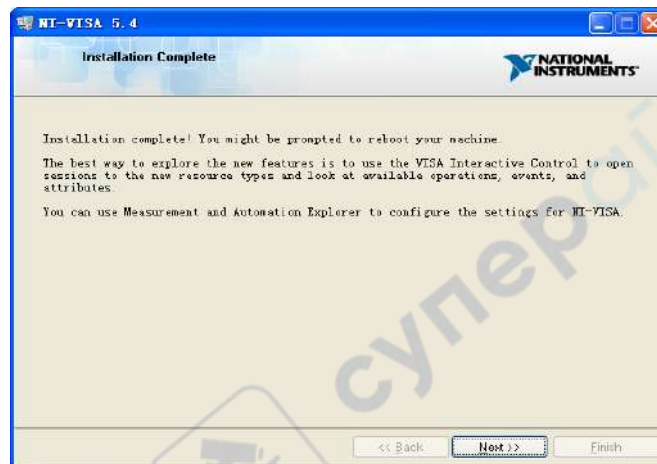 NI-VISA 5.4
Installation Complete
NATIONAL
INSTRUMENTS™
Installation complete! You might be prompted to reboot your machine.
The best way to explore the new features is to use the VISA Interactive Control to open
sessions to the new resource types and look at available operations, events, and
attributes.
You can use Measurement and Automation Explorer to configure the settings for NI-VISA.
суперай
<< Back
Next >>
Finish